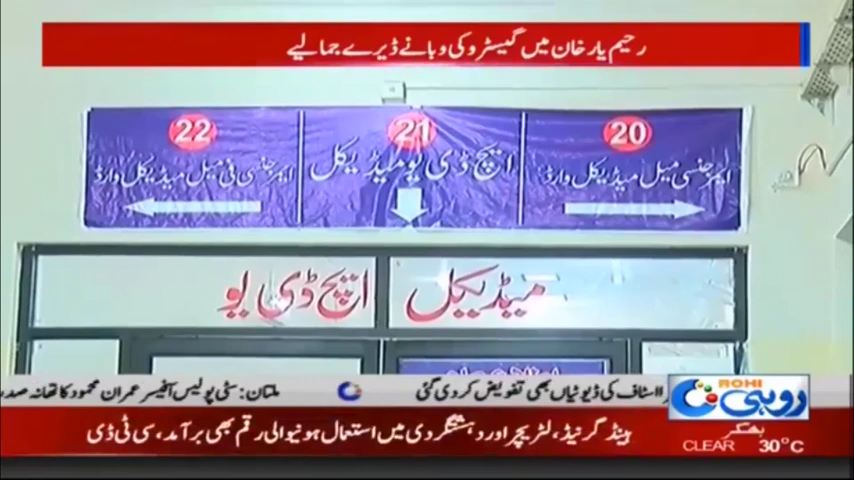 رحیم یار خان میں گیسٹرو کی وبا نے ڈیرے جما لیے
20
ایمرجنسی میل میڈیکل وارڈ
21
ایچ ڈی یو میڈیکل
22
ایمرجنسی فی میل میڈیکل وارڈ
میڈیکل ایچ ڈی یو
اسٹاف کی ڈیوٹیاں بھی تفویض کردی گئی
ملتان: سٹی پولیس آفیسر عمران محمود کا تھانہ صدر
ROHI
روہی
ہینڈ گرنیڈ، لٹریچر اور دہشتگردی میں استعمال ہونیوالی رقم بھی برآمد، سی ٹی ڈی
بھکر
CLEAR 30°C